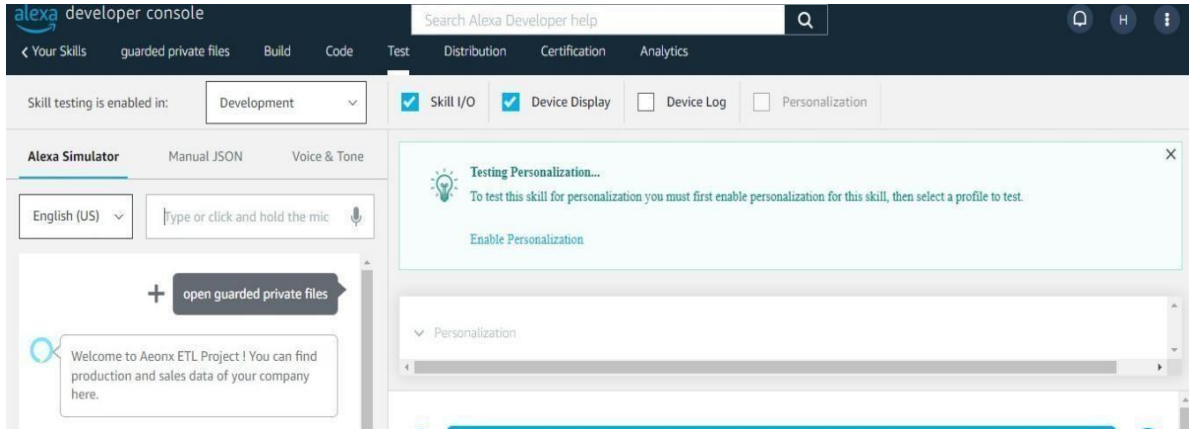 alexa developer console
Search Alexa Developer help
H
Your Skills guarded private files Build Code Test Distribution Certification Analytics
Skill testing is enabled in: Development
Skill I/O Device Display Device Log Personalization
Alexa Simulator Manual JSON Voice & Tone
Testing Personalization...
To test this skill for personalization you must first enable personalization for this skill, then select a profile to test.
Enable Personalization
English (US) Type or click and hold the mic
open guarded private files
Personalization
Welcome to Aeonx ETL Project ! You can find
production and sales data of your company
here.